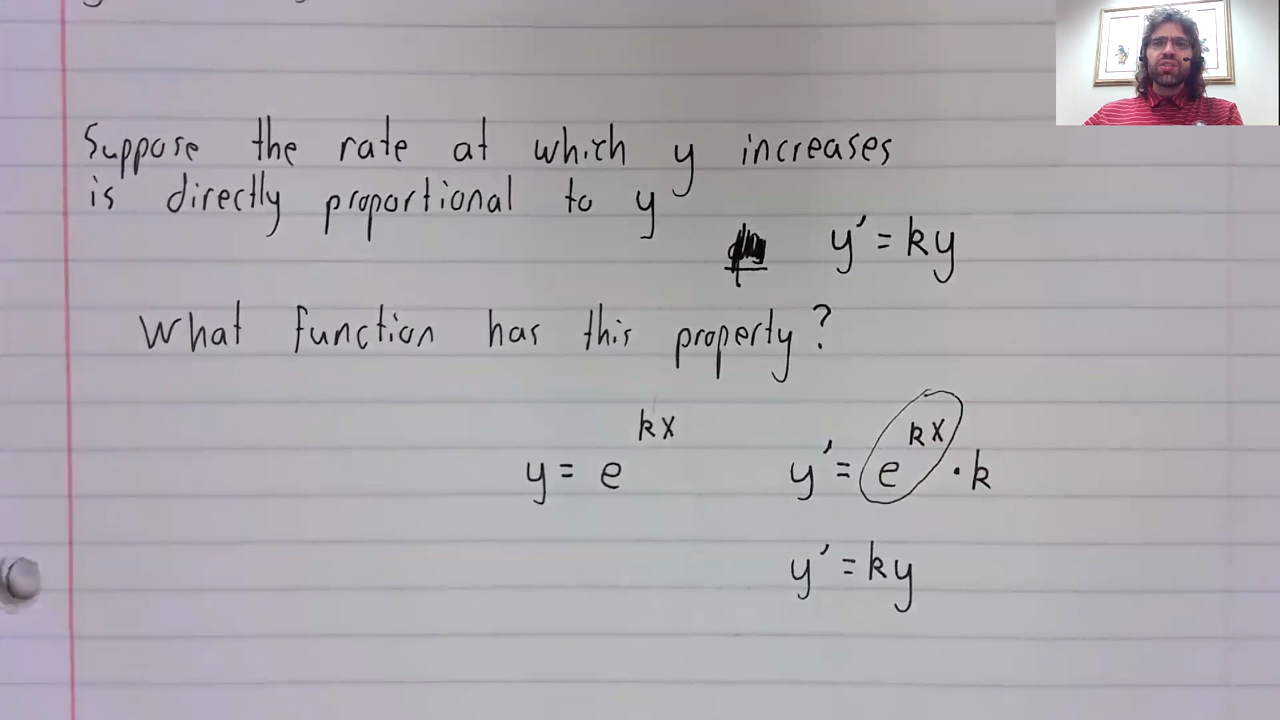 Suppose the rate at which y increases
is directly proportional to y
y' = ky
What function has this property?
y = e^{kx} y' = e^{kx} · k
y' = ky